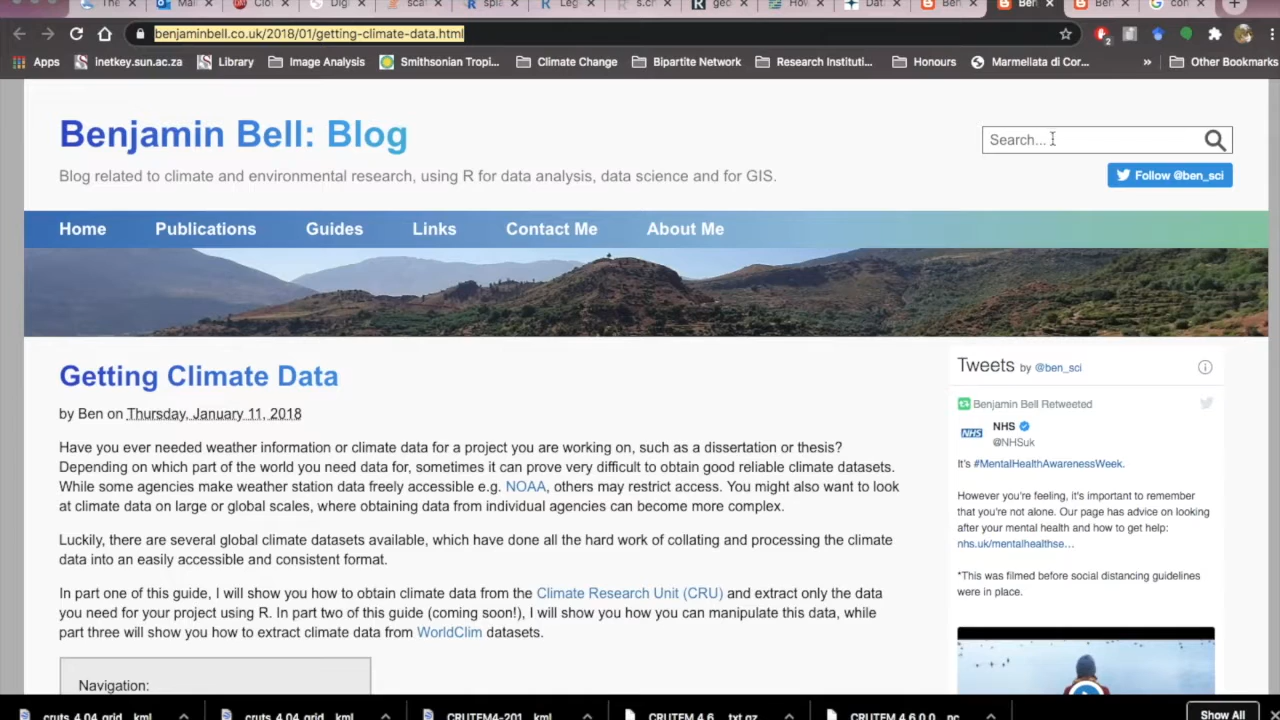 benjaminbell.co.uk/2018/01/getting-climate-data.html
Apps inetkey.sun.ac.za Library Image Analysis Smithsonian Tropi... Climate Change Bipartite Network Research Instituti... Honours Marmellata di Cor... » Other Bookmarks
Benjamin Bell: Blog
Search...
Blog related to climate and environmental research, using R for data analysis, data science and for GIS.
Follow @ben_sci
Home Publications Guides Links Contact Me About Me
Getting Climate Data
by Ben on Thursday, January 11, 2018
Have you ever needed weather information or climate data for a project you are working on, such as a dissertation or thesis?
Depending on which part of the world you need data for, sometimes it can prove very difficult to obtain good reliable climate datasets.
While some agencies make weather station data freely accessible e.g. NOAA, others may restrict access. You might also want to look
at climate data on large or global scales, where obtaining data from individual agencies can become more complex.
Luckily, there are several global climate datasets available, which have done all the hard work of collating and processing the climate
data into an easily accessible and consistent format.
In part one of this guide, I will show you how to obtain climate data from the Climate Research Unit (CRU) and extract only the data
you need for your project using R. In part two of this guide (coming soon!), I will show you how you can manipulate this data, while
part three will show you how to extract climate data from WorldClim datasets.
Navigation:
Tweets by @ben_sci
Benjamin Bell Retweeted
NHS
NHS
@NHSuk
It's #MentalHealthAwarenessWeek.
However you're feeling, it's important to remember
that you're not alone. Our page has advice on looking
after your mental health and how to get help:
nhs.uk/mentalhealthse...
*This was filmed before social distancing guidelines
were in place.
Show All